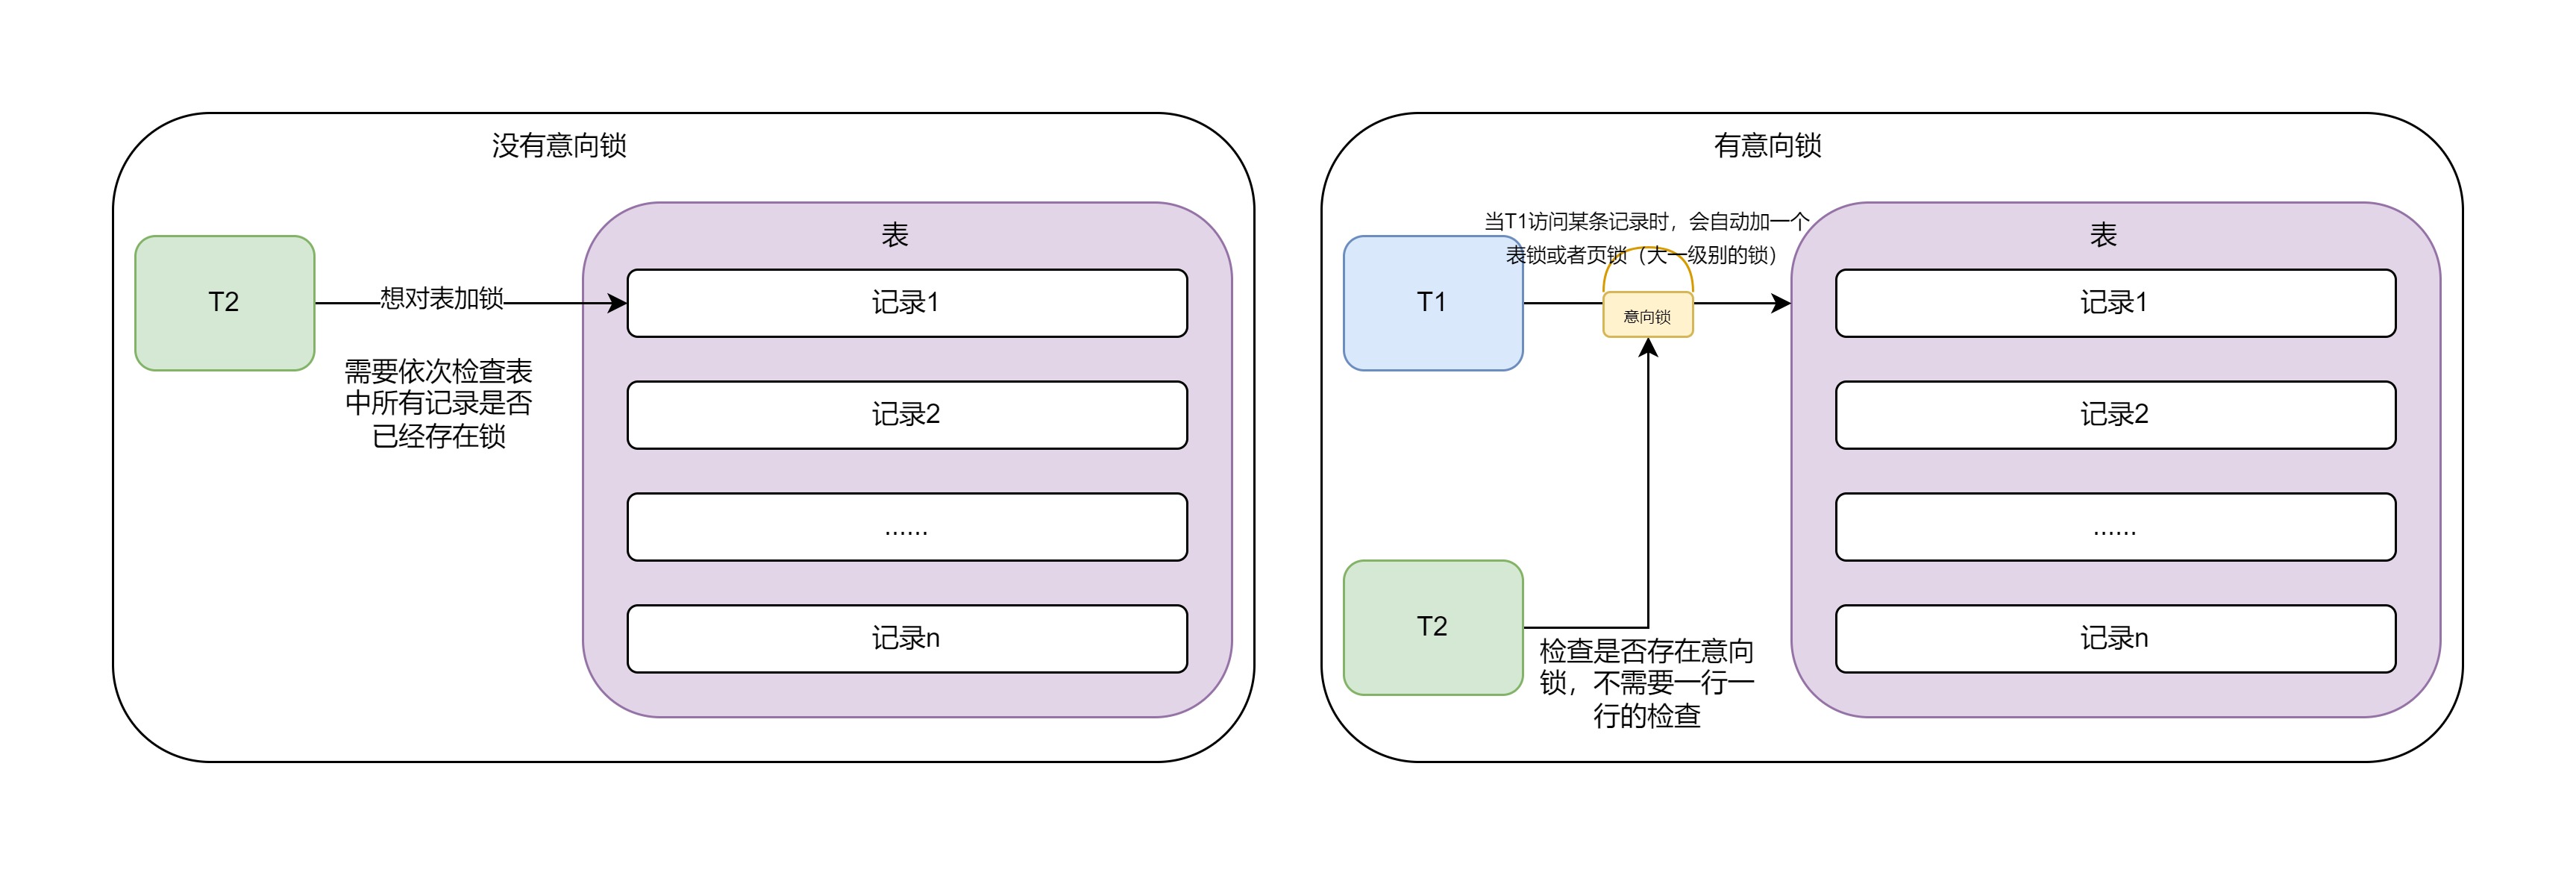 没有意向锁
表
T2
想对表加锁
记录1
需要依次检查表
中所有记录是否
已经存在锁
记录2
......
记录n
有意向锁
当T1访问某条记录时，会自动加一个
表锁或者页锁（大一级别的锁）
表
T1
意向锁
记录1
记录2
......
T2
检查是否存在意向
锁，不需要一行一
行的检查
记录n